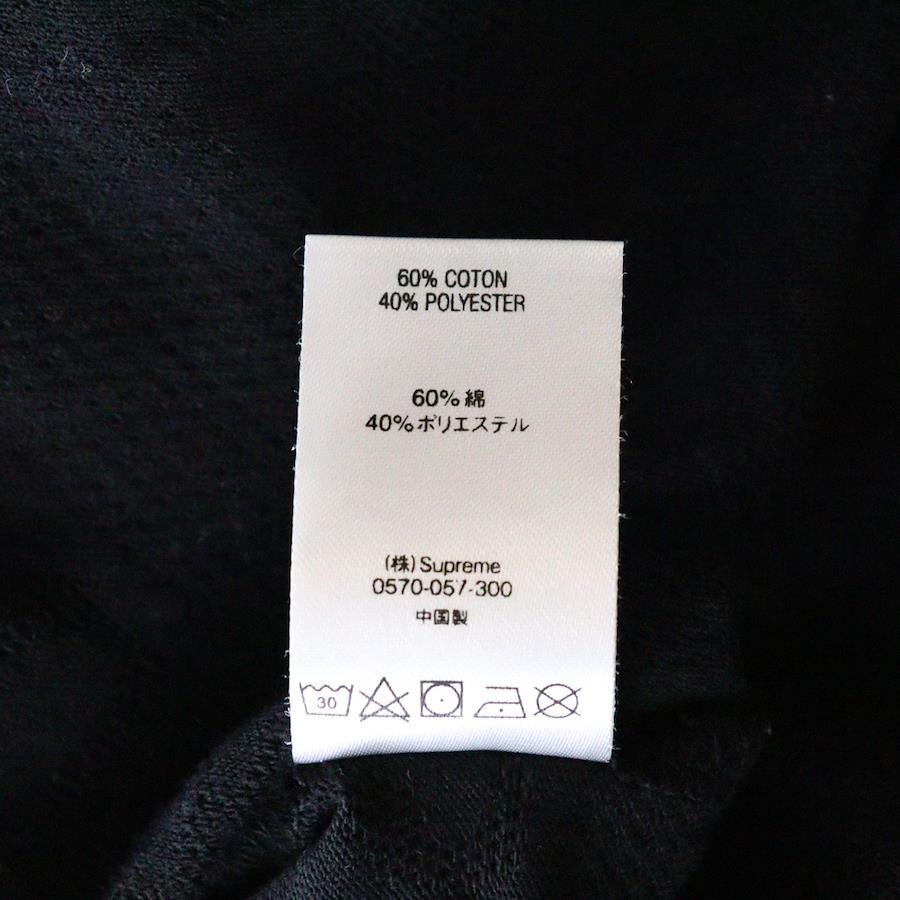 60% COTON
40% POLYESTER
60%綿
40%ポリエステル
(株)Supreme
0570-057-300
中国製
30